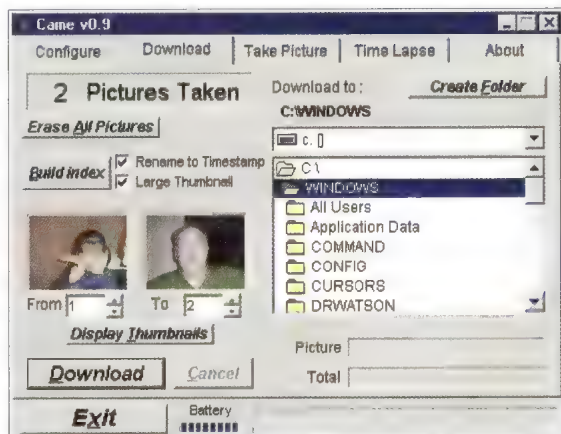 Came v0.9
Configure Download Take Picture Time Lapse About
2 Pictures Taken
Erase All Pictures
Build Index
Rename to Timestamp
Large Thumbnail
From 1 To 2
Display Thumbnails
Download Cancel
Exit Battery
Download to : Create Folder
C:\WINDOWS
c: []
C:\
WINDOWS
All Users
Application Data
COMMAND
CONFIG
CURSORS
DRWATSON
Picture
Total